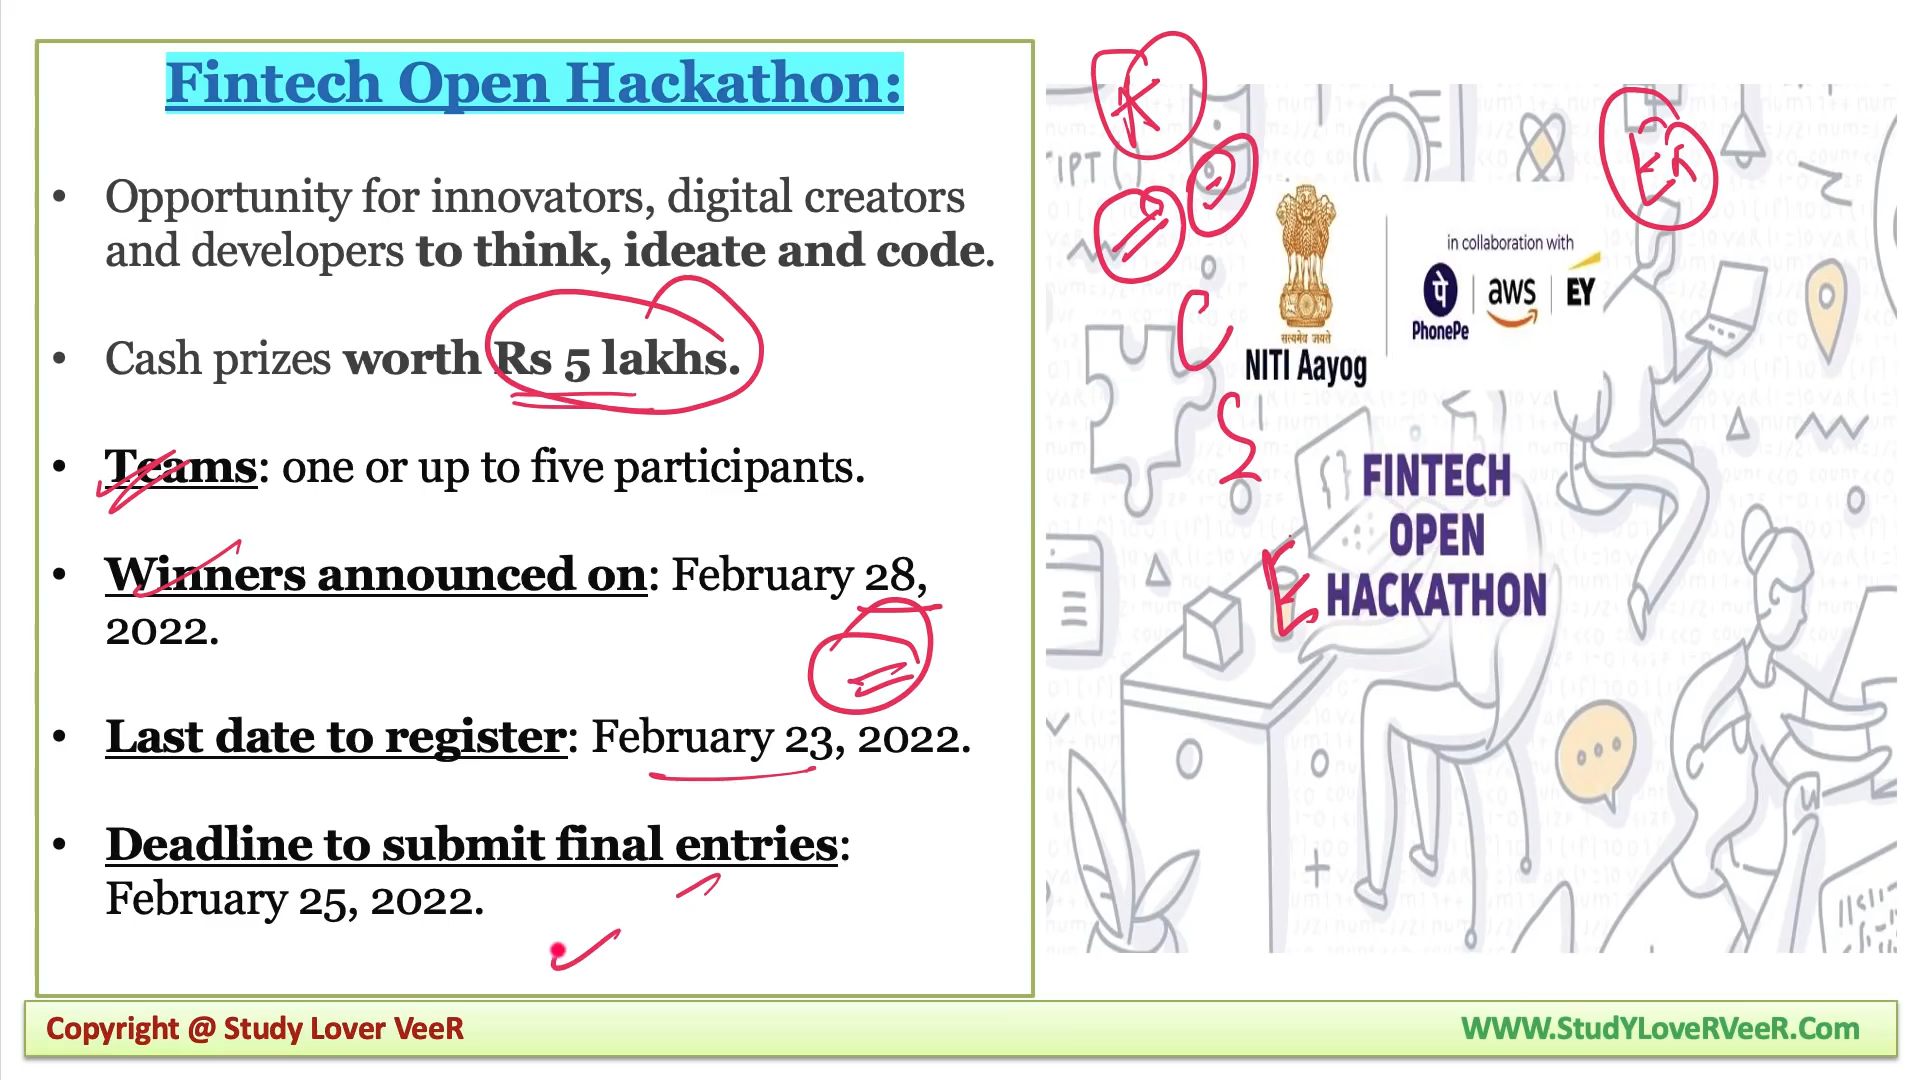 Fintech Open Hackathon:
• Opportunity for innovators, digital creators
and developers to think, ideate and code.
• Cash prizes worth Rs 5 lakhs.
• Teams: one or up to five participants.
• Winners announced on: February 28,
2022.
• Last date to register: February 23, 2022.
• Deadline to submit final entries:
February 25, 2022.
सत्यमेव जयते
NITI Aayog
in collaboration with
पे
PhonePe
aws
EY
FINTECH
OPEN
HACKATHON
K
C
S
E
Copyright @ Study Lover VeeR
WWW.StudYLoveRVeeR.Com